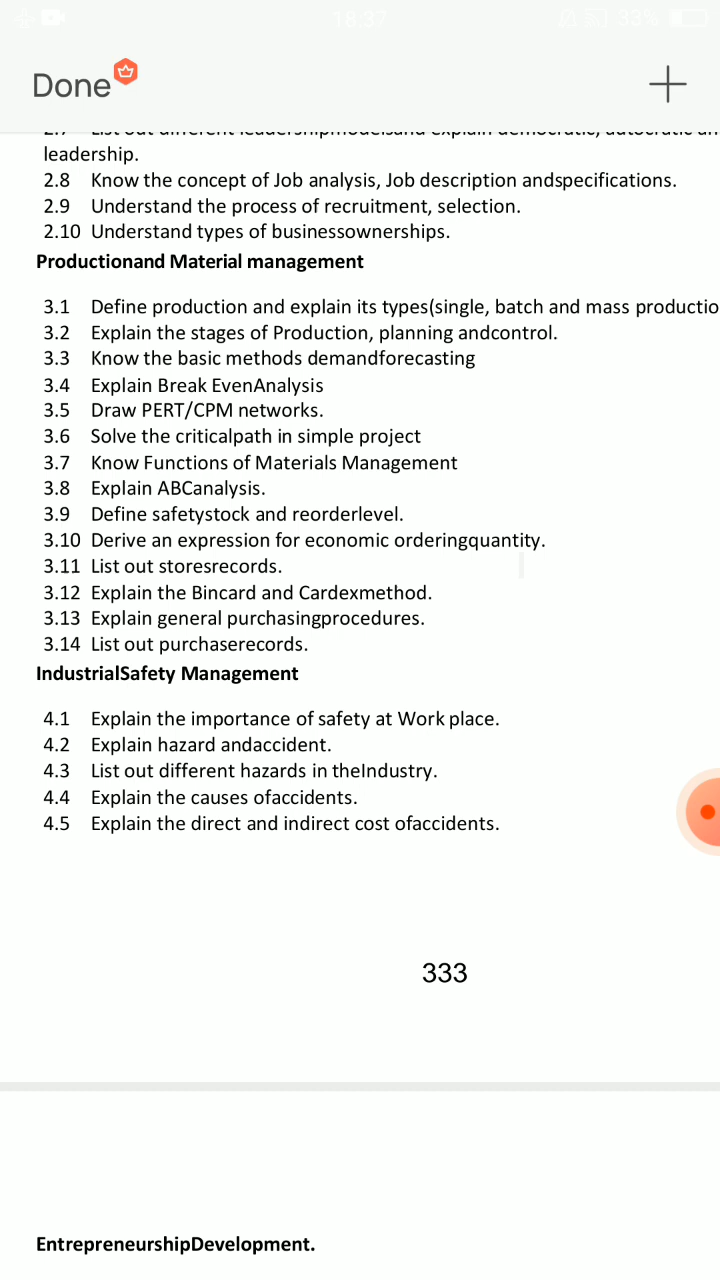 18:37
33%
Done
leadership.
2.8 Know the concept of Job analysis, Job description andspecifications.
2.9 Understand the process of recruitment, selection.
2.10 Understand types of businessownerships.
Productionand Material management
3.1 Define production and explain its types(single, batch and mass productio
3.2 Explain the stages of Production, planning andcontrol.
3.3 Know the basic methods demandforecasting
3.4 Explain Break EvenAnalysis
3.5 Draw PERT/CPM networks.
3.6 Solve the criticalpath in simple project
3.7 Know Functions of Materials Management
3.8 Explain ABCanalysis.
3.9 Define safetystock and reorderlevel.
3.10 Derive an expression for economic orderingquantity.
3.11 List out storesrecords.
3.12 Explain the Bincard and Cardexmethod.
3.13 Explain general purchasingprocedures.
3.14 List out purchaserecords.
IndustrialSafety Management
4.1 Explain the importance of safety at Work place.
4.2 Explain hazard andaccident.
4.3 List out different hazards in theIndustry.
4.4 Explain the causes ofaccidents.
4.5 Explain the direct and indirect cost ofaccidents.
333
EntrepreneurshipDevelopment.